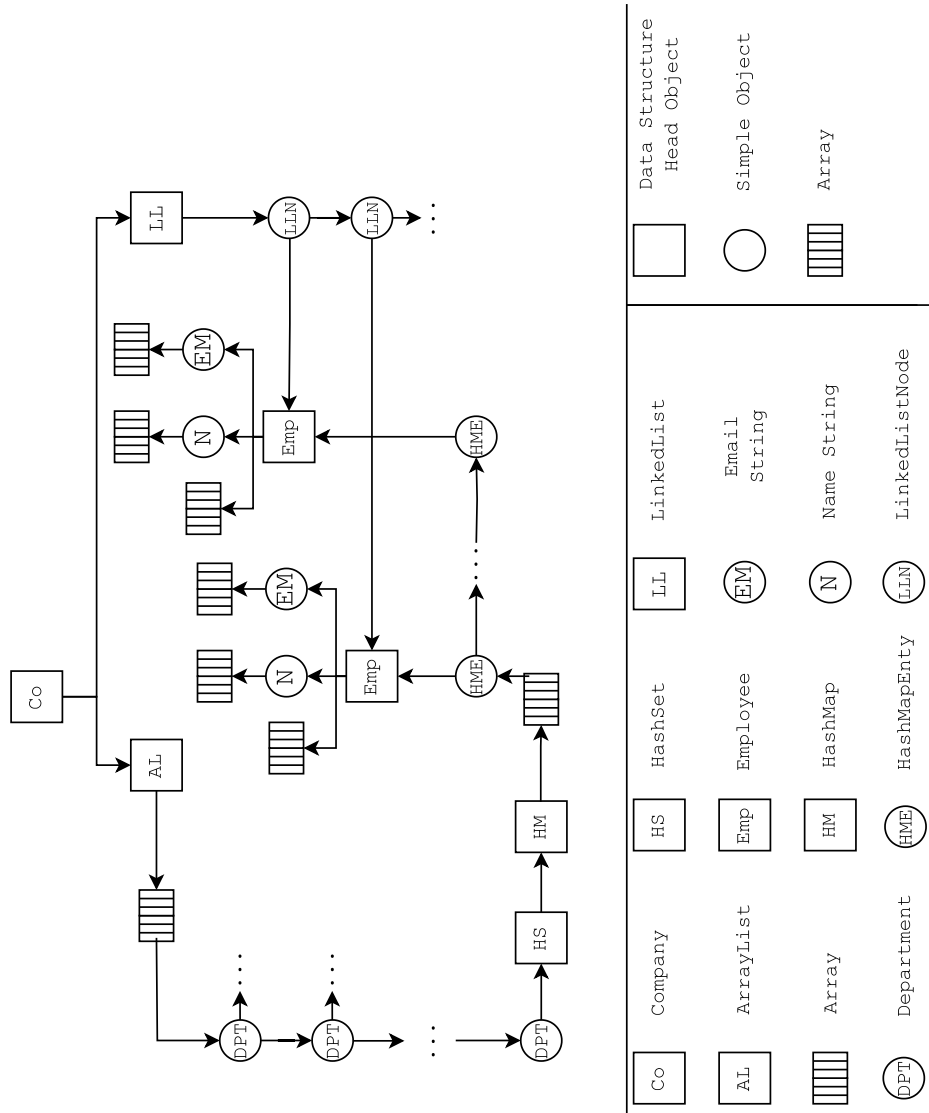 Co
AL
LL
N
EM
DPT
N
EM
Emp
LLN
DPT
Emp
LLN
HME
HME
DPT
HS
HM
Co
Company
HS
HashSet
LL
LinkedList
Data Structure
Head Object
AL
ArrayList
Emp
Employee
EM
Email
String
Simple Object
Array
HM
HashMap
N
Name String
Array
DPT
Department
HME
HashMapEnty
LLN
LinkedListNode